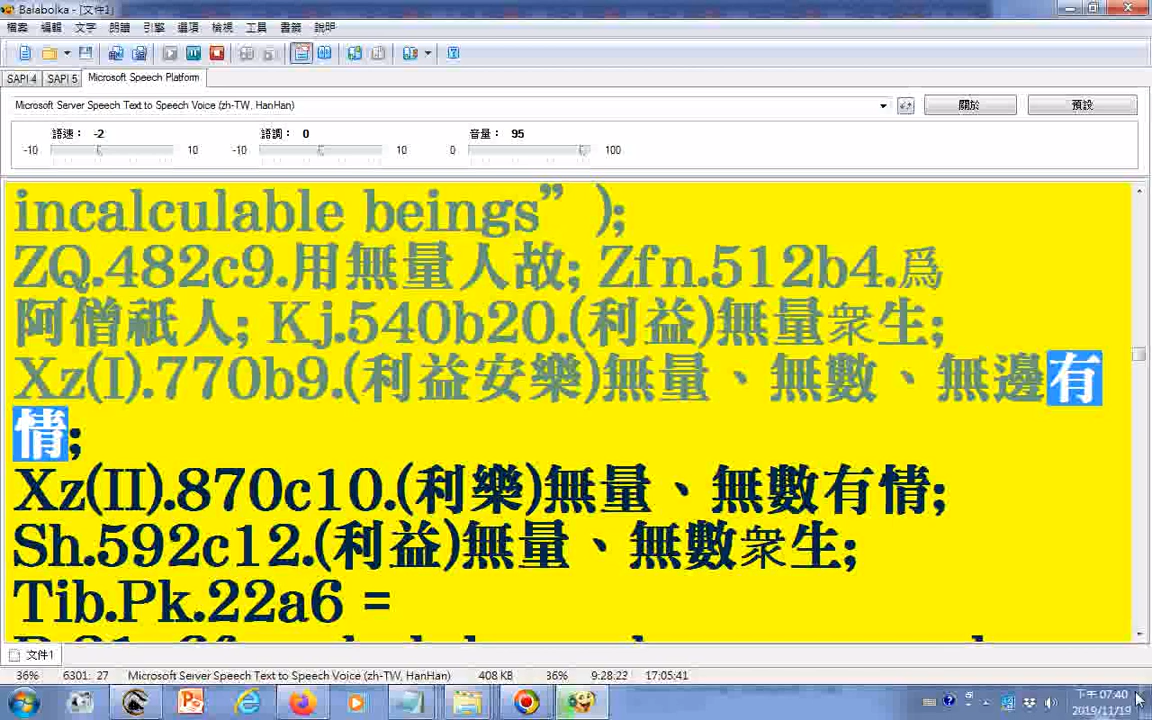 Balabolka - [文件1]
檔案 編輯 文字 朗讀 引擎 選項 檢視 工具 書籤 說明
SAPI 4 SAPI 5 Microsoft Speech Platform
Microsoft Server Speech Text to Speech Voice (zh-TW, HanHan) 關於 預設
語速: -2 語調: 0 音量: 95
-10 10 -10 10 0 100
incalculable beings” );
ZQ.482c9.用無量人故; Zfn.512b4.爲
阿僧祇人; Kj.540b20.(利益)無量衆生;
Xz(I).770b9.(利益安樂)無量、無數、無邊有
情;
Xz(II).870c10.(利樂)無量、無數有情;
Sh.592c12.(利益)無量、無數衆生;
Tib.Pk.22a6 =
文件1
36% 6301: 27 Microsoft Server Speech Text to Speech Voice (zh-TW, HanHan) 408 KB 36% 9:28:22 17:05:41
下午 07:40
2019/11/19